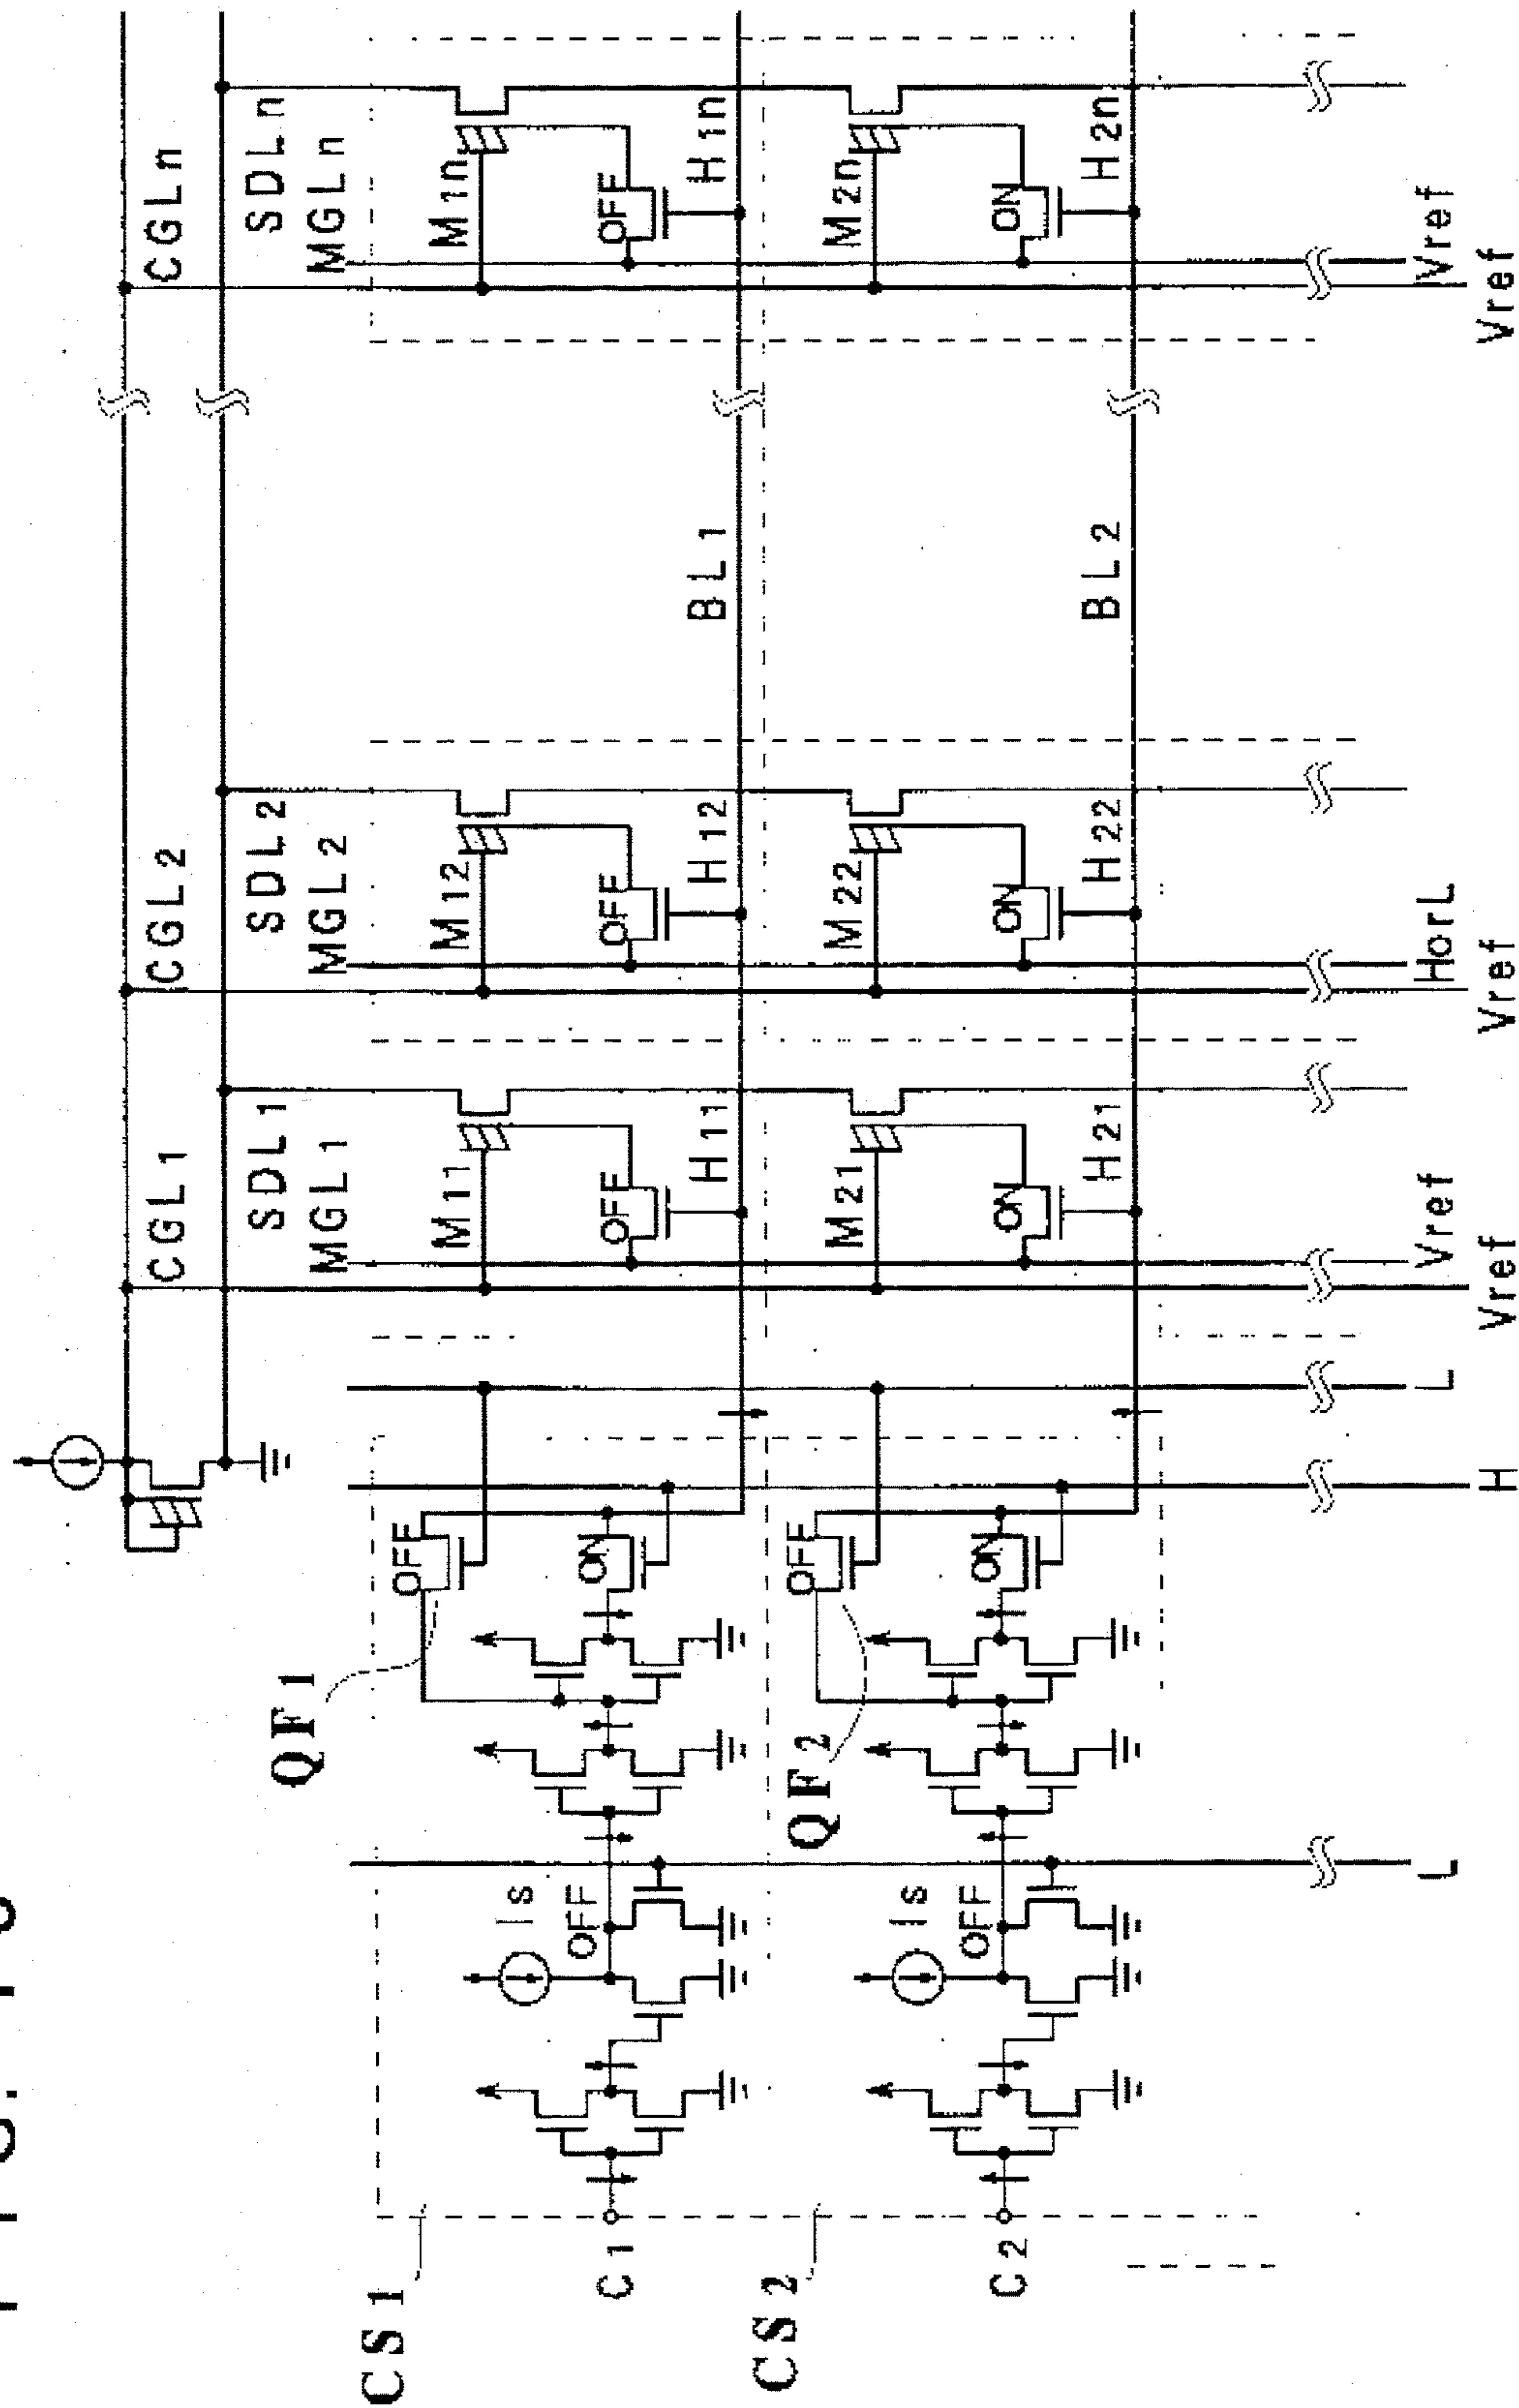 CGL1
CGL2
CGLn
SDL1
SDL2
SDLn
MGL1
MGL2
MGLn
QF1
CS1
OFF
M11
M12
M1n
Is
OFF
ON
OFF
OFF
OFF
C1
H11
H12
BL1
H1n
QF2
CS2
OFF
M21
M22
M2n
Is
OFF
ON
ON
ON
ON
C2
H21
H22
BL2
H2n
L
H
L
Vref
Vref
HorL
Vref
Vref
Vref